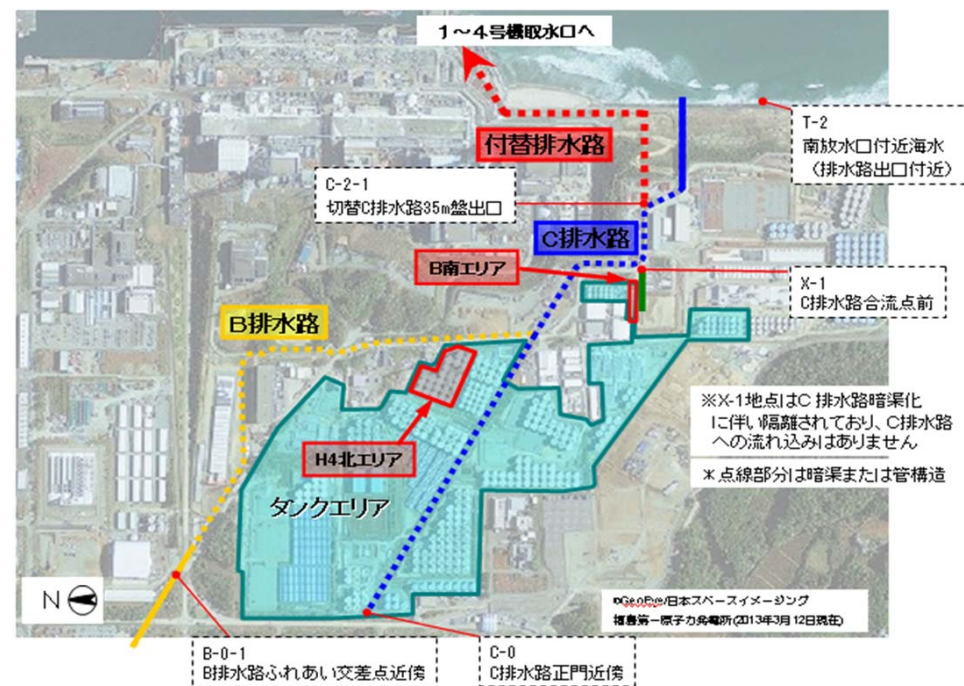 1~4号機取水口へ
付替排水路
T-2
南放水口付近海水
(排水路出口付近)
C-2-1
切替C排水路35m盤出口
C排水路
B南エリア
X-1
C排水路合流点前
B排水路
※X-1地点はC排水路暗渠化
に伴い隔離されており、C排水路
への流れ込みはありません
H4北エリア
*点線部分は暗渠または管構造
タンクエリア
N
©GeoEye/日本スペースイメージング
福島第一原子力発電所(2013年3月12日現在)
B-0-1
B排水路ふれあい交差点近傍
C-0
C排水路正門近傍